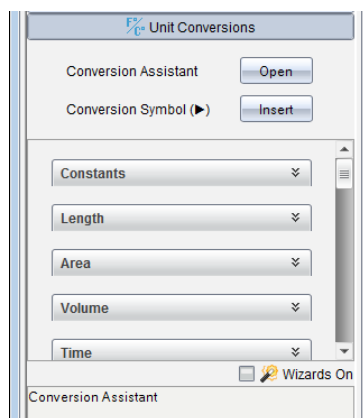 F°/C° Unit Conversions
Conversion Assistant Open
Conversion Symbol (▶) Insert
Constants
Length
Area
Volume
Time
Wizards On
Conversion Assistant